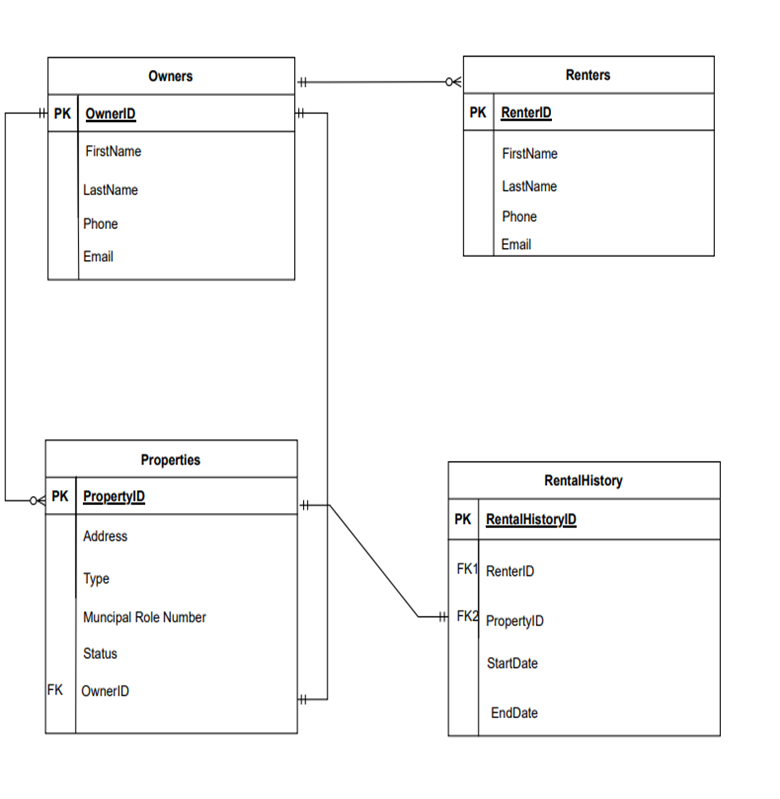 Owners
PK OwnerID
FirstName
LastName
Phone
Email
Renters
PK RenterID
FirstName
LastName
Phone
Email
Properties
PK PropertyID
Address
Type
Muncipal Role Number
Status
FK OwnerID
RentalHistory
PK RentalHistoryID
FK1 RenterID
FK2 PropertyID
StartDate
EndDate